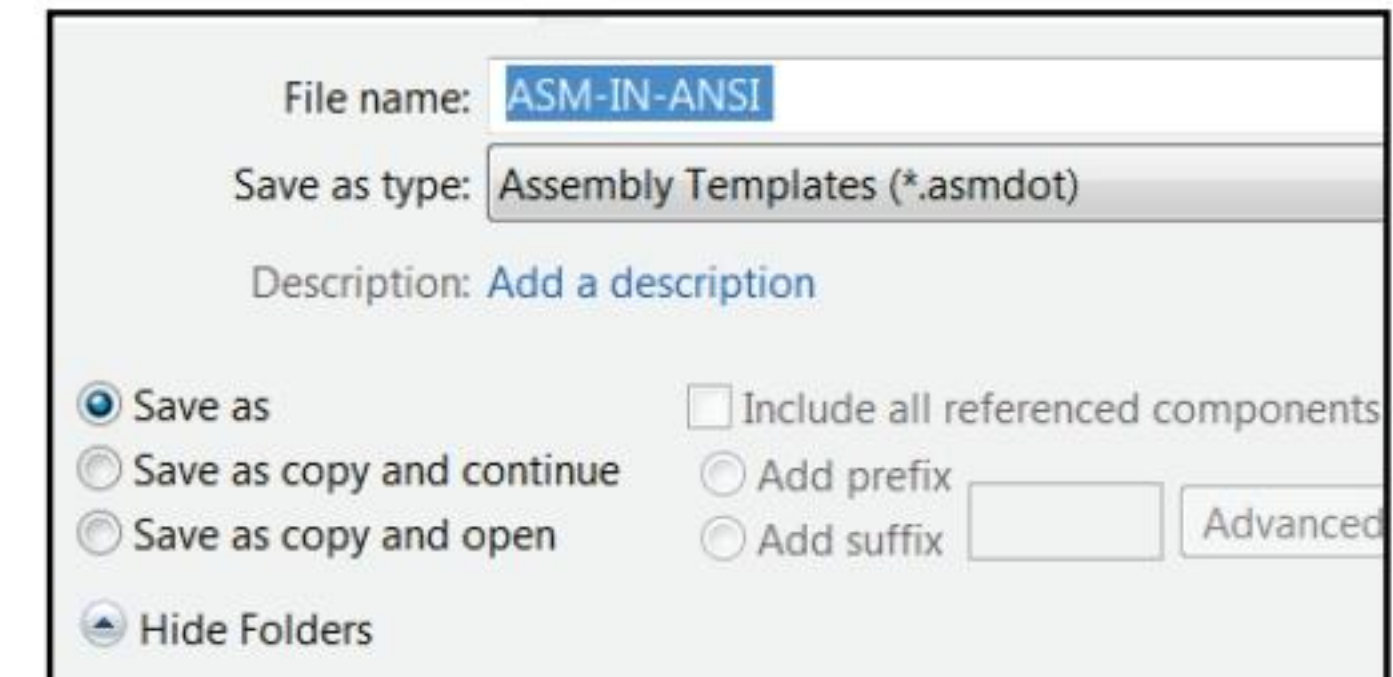 File name: ASM-IN-ANSI
Save as type: Assembly Templates (*.asmdot)
Description: Add a description
Save as
Include all referenced components
Save as copy and continue
Add prefix
Save as copy and open
Add suffix
Advanced
Hide Folders